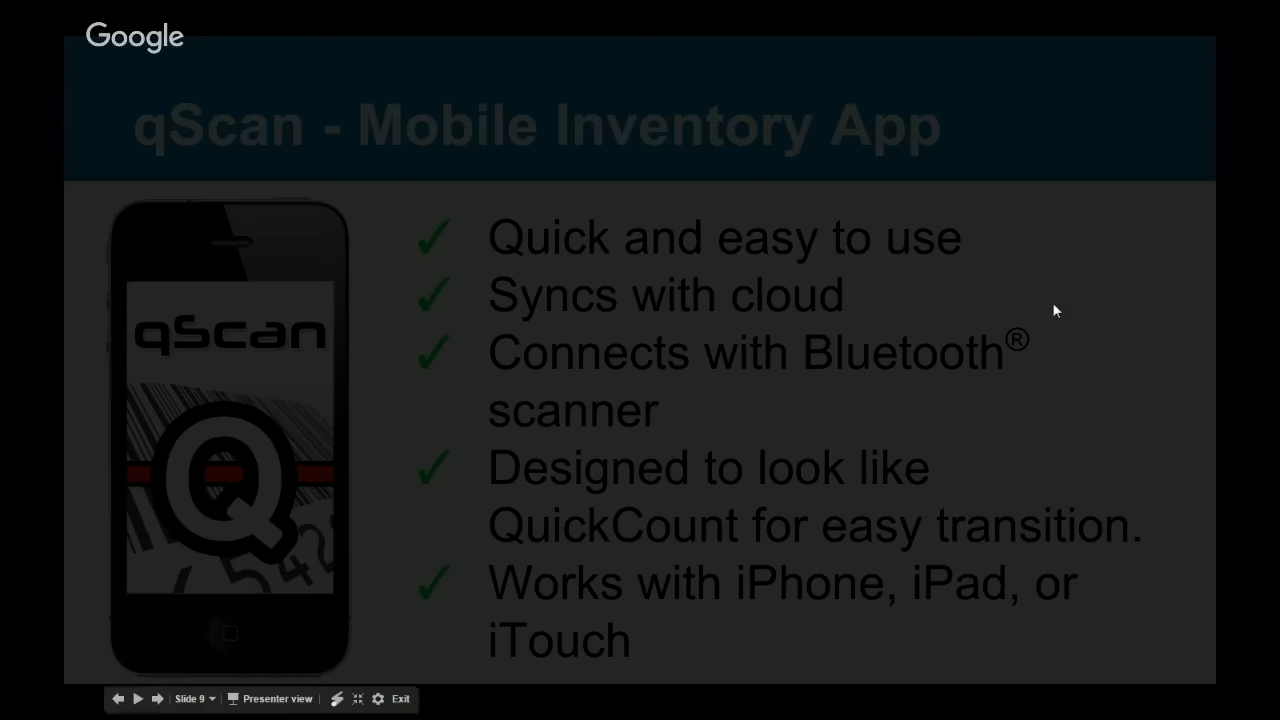 Google
qScan - Mobile Inventory App
✓ Quick and easy to use
✓ Syncs with cloud
✓ Connects with Bluetooth®
scanner
✓ Designed to look like
QuickCount for easy transition.
✓ Works with iPhone, iPad, or
iTouch
qScan
Q
542
Slide 9
Presenter view
Exit